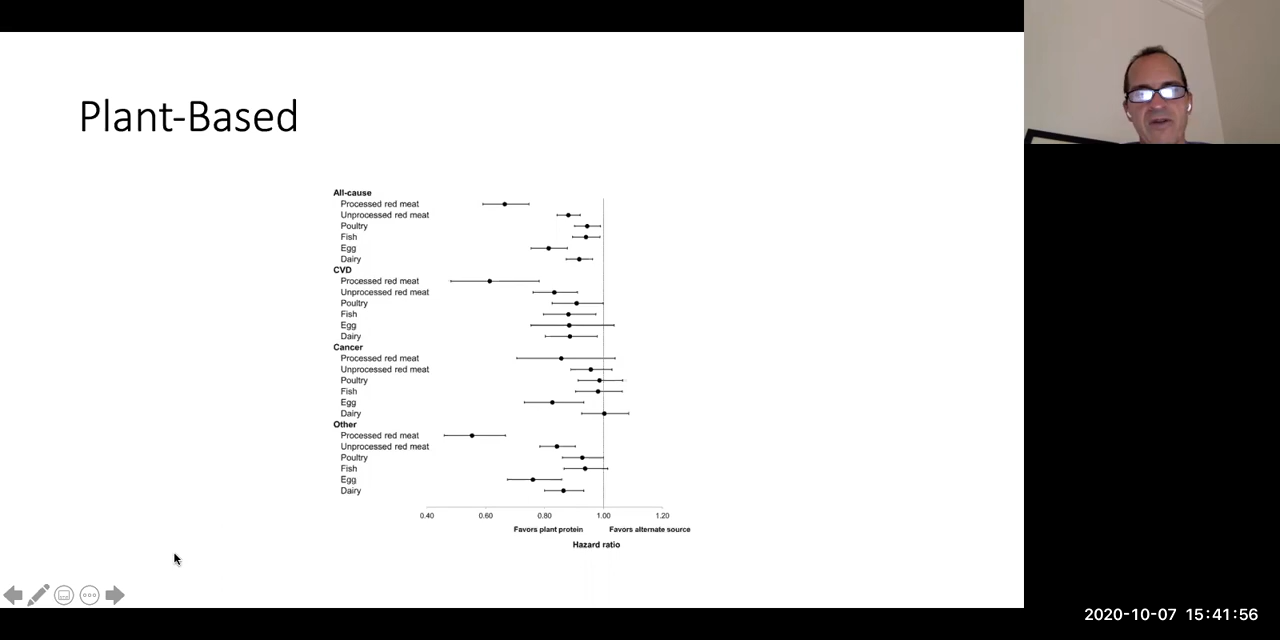 Plant-Based
All-cause
Processed red meat
Unprocessed red meat
Poultry
Fish
Egg
Dairy
CVD
Processed red meat
Unprocessed red meat
Poultry
Fish
Egg
Dairy
Cancer
Processed red meat
Unprocessed red meat
Poultry
Fish
Egg
Dairy
Other
Processed red meat
Unprocessed red meat
Poultry
Fish
Egg
Dairy
0.40 0.60 0.80 1.00 1.20
Favors plant protein Favors alternate source
Hazard ratio
2020-10-07 15:41:56